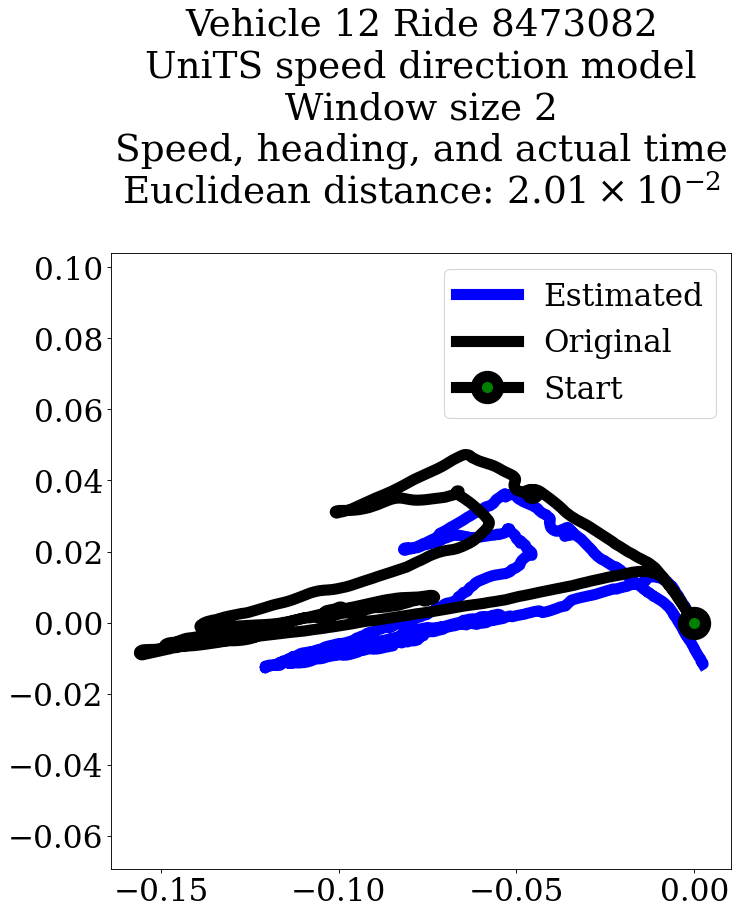 Vehicle 12 Ride 8473082
UniTS speed direction model
Window size 2
Speed, heading, and actual time
Euclidean distance: 2.01 × 10⁻²
Estimated
Original
Start
0.10
0.08
0.06
0.04
0.02
0.00
−0.02
−0.04
−0.06
−0.15 −0.10 −0.05 0.00